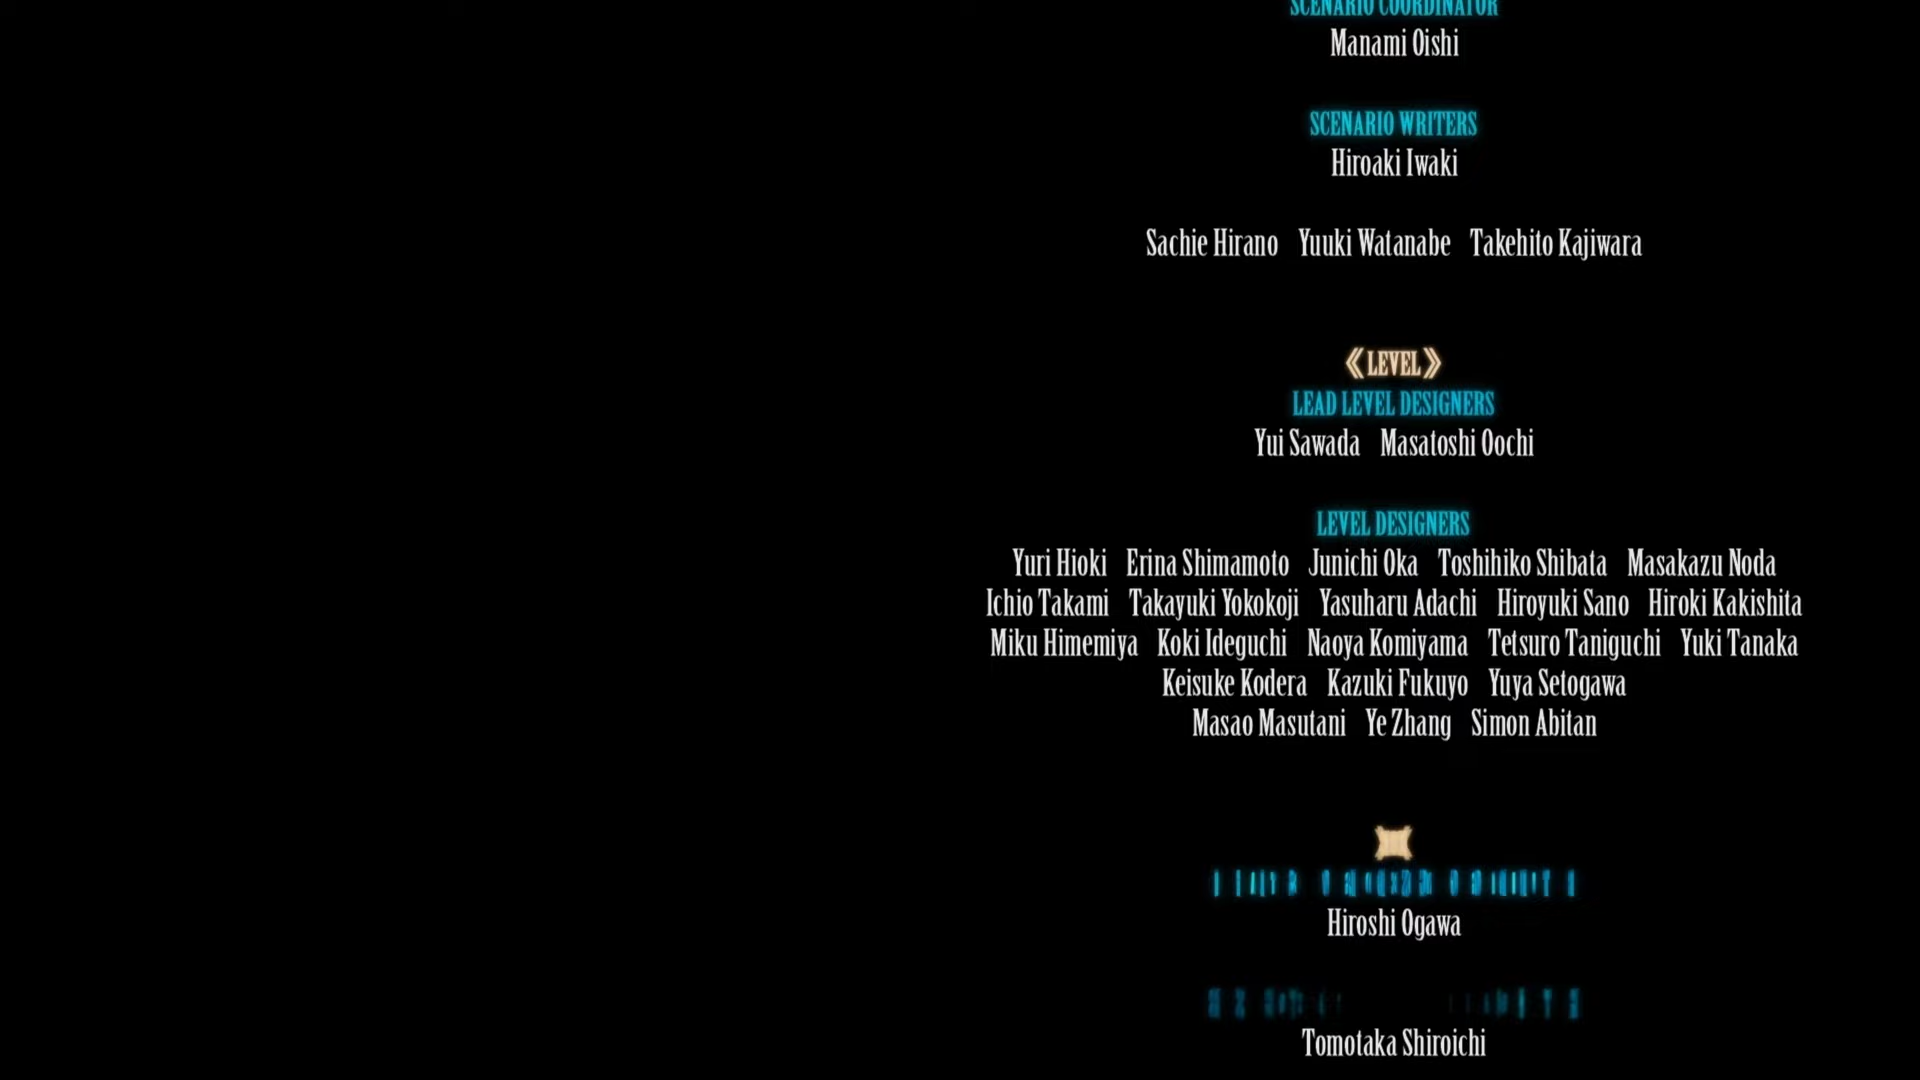 SCENARIO COORDINATOR
Manami Oishi
SCENARIO WRITERS
Hiroaki Iwaki
Sachie Hirano Yuuki Watanabe Takehito Kajiwara
《LEVEL》
LEAD LEVEL DESIGNERS
Yui Sawada Masatoshi Oochi
LEVEL DESIGNERS
Yuri Hioki Erina Shimamoto Junichi Oka Toshihiko Shibata Masakazu Noda
Ichio Takami Takayuki Yokokoji Yasuharu Adachi Hiroyuki Sano Hiroki Kakishita
Miku Himemiya Koki Ideguchi Naoya Komiyama Tetsuro Taniguchi Yuki Tanaka
Keisuke Kodera Kazuki Fukuyo Yuya Setogawa
Masao Masutani Ye Zhang Simon Abitan
Hiroshi Ogawa
Tomotaka Shiroichi